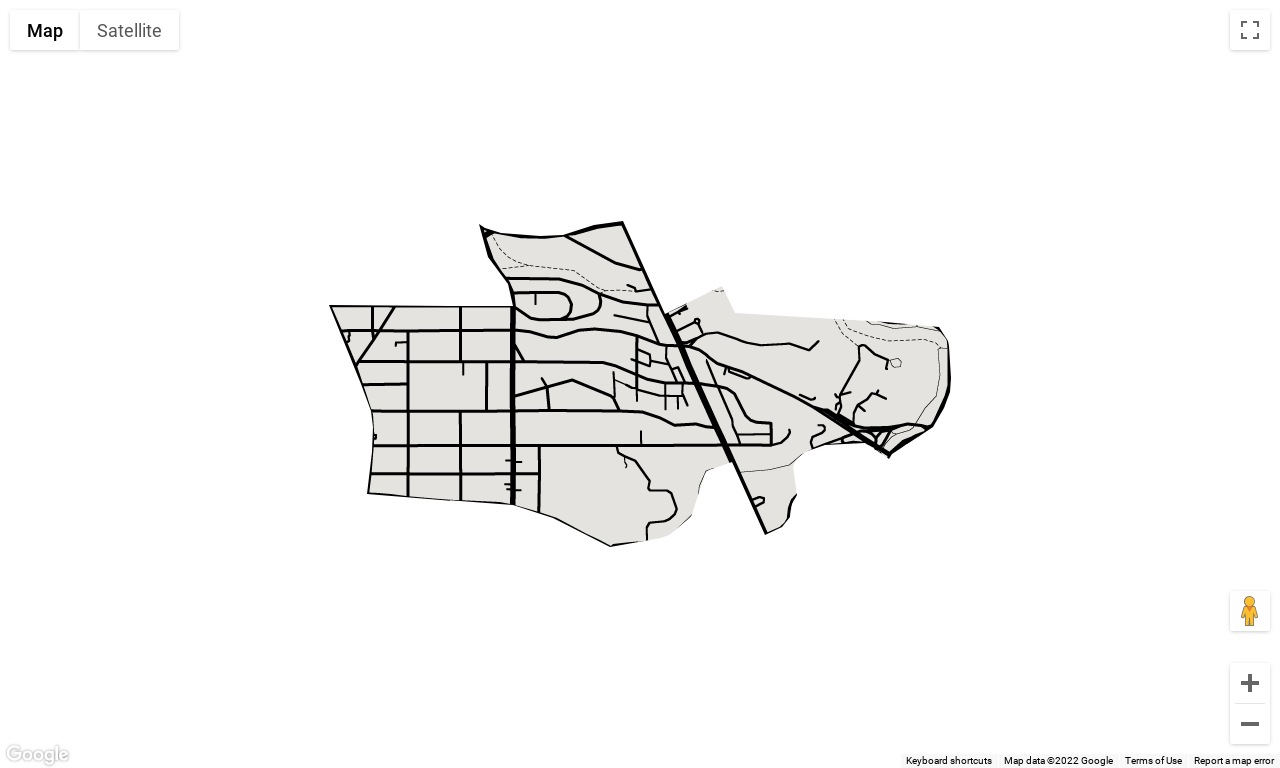 Map Satellite
Google
Keyboard shortcuts Map data ©2022 Google Terms of Use Report a map error